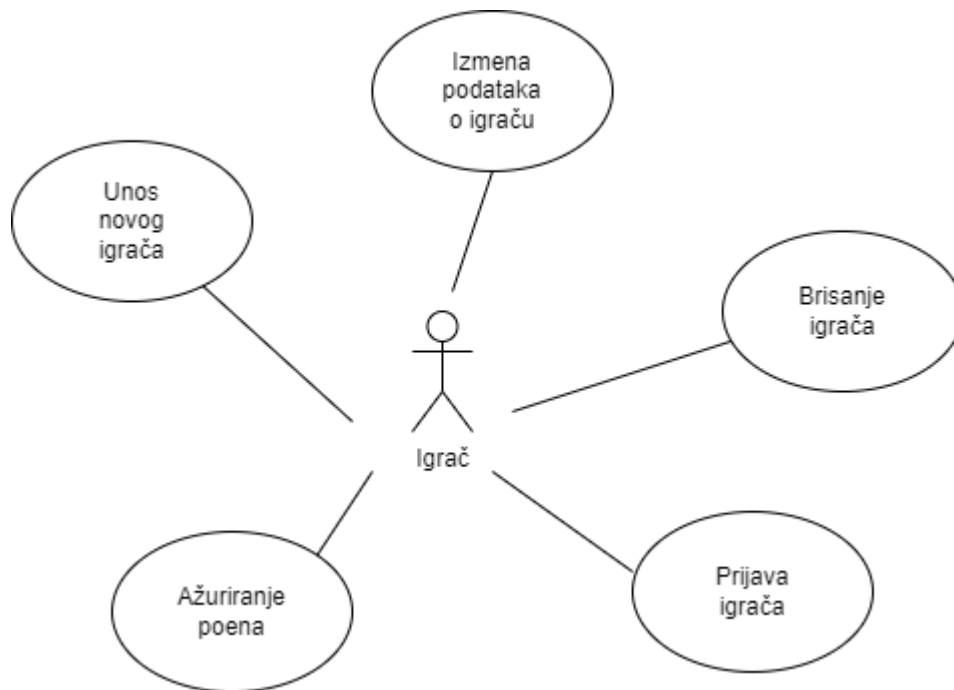 Izmena
podataka
o igraču
Unos
novog
igrača
Brisanje
igrača
Igrač
Ažuriranje
poena
Prijava
igrača